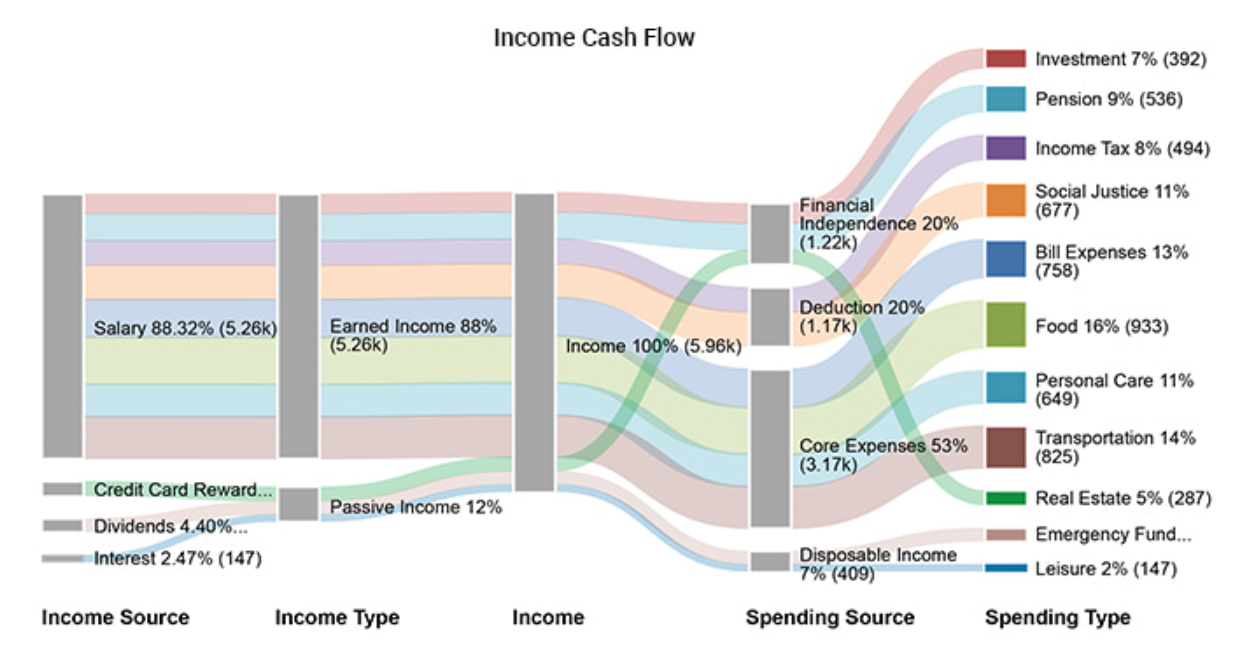 Income Cash Flow
Salary 88.32% (5.26k)
Credit Card Reward...
Dividends 4.40%...
Interest 2.47% (147)
Earned Income 88%
(5.26k)
Passive Income 12%
Income 100% (5.96k)
Financial
Independence 20%
(1.22k)
Deduction 20%
(1.17k)
Core Expenses 53%
(3.17k)
Disposable Income
7% (409)
Investment 7% (392)
Pension 9% (536)
Income Tax 8% (494)
Social Justice 11%
(677)
Bill Expenses 13%
(758)
Food 16% (933)
Personal Care 11%
(649)
Transportation 14%
(825)
Real Estate 5% (287)
Emergency Fund...
Leisure 2% (147)
Income Source
Income Type
Income
Spending Source
Spending Type